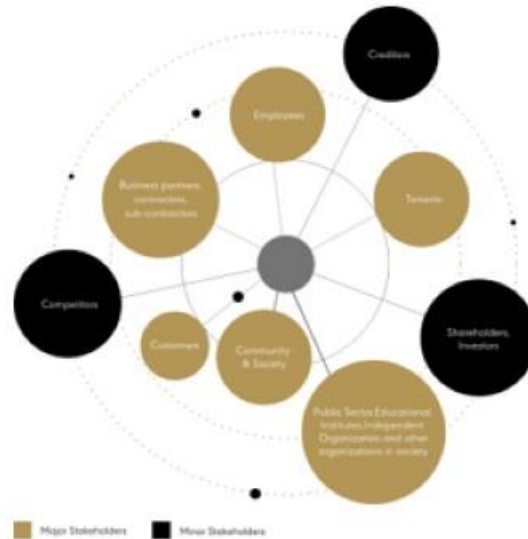 Creditors
Employees
Business partners,
contractors,
sub-contractors
Tenants
Competitors
Shareholders,
Investors
Customers
Community
& Society
Public Sector,Educational
Institutes,Independent
Organization and other
organizations in society
Major Stakeholders
Minor Stakeholders